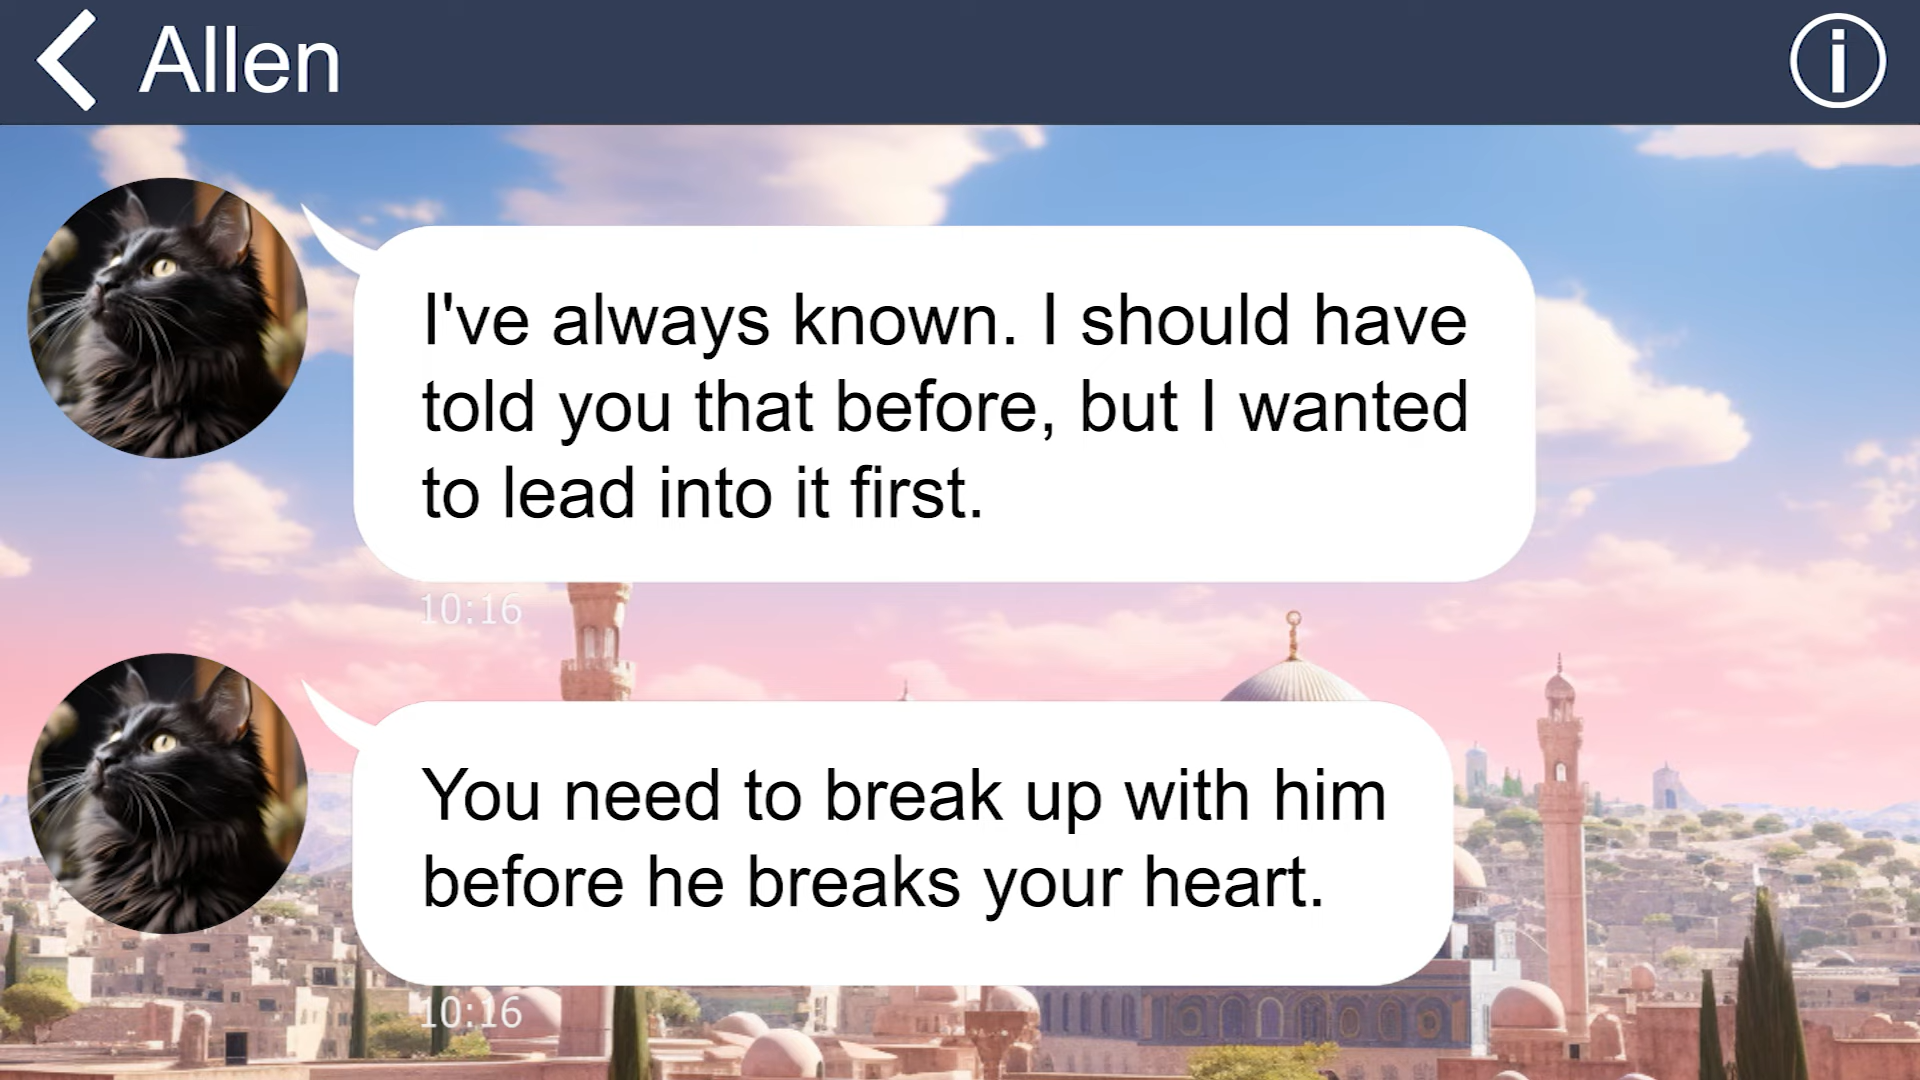 Allen
I've always known. I should have
told you that before, but I wanted
to lead into it first.
10:16
You need to break up with him
before he breaks your heart.
10:16